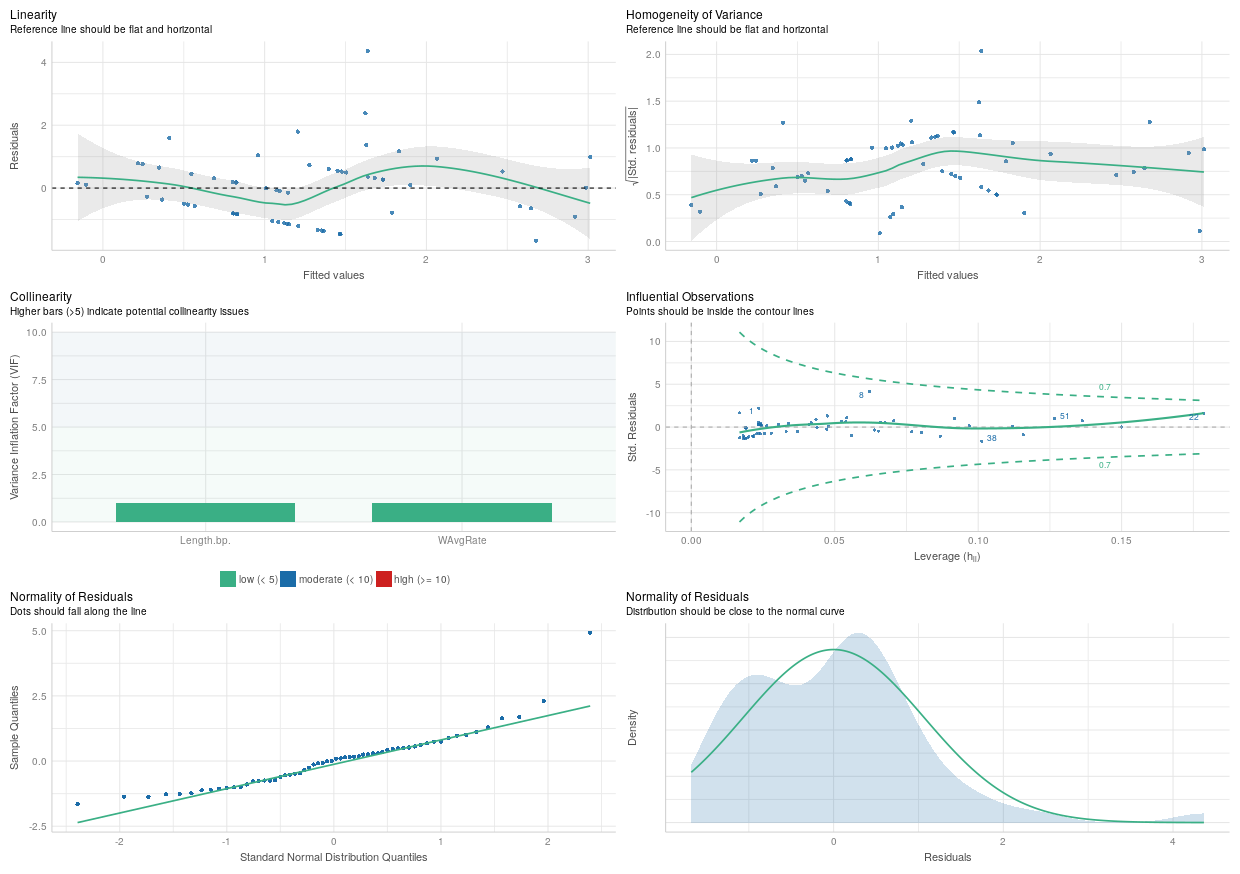 Linearity
Reference line should be flat and horizontal
Residuals
4
2
0
0
1
2
3
Fitted values
Homogeneity of Variance
Reference line should be flat and horizontal
√|Std. residuals|
2.0
1.5
1.0
0.5
0.0
0
1
2
3
Fitted values
Collinearity
Higher bars (>5) indicate potential collinearity issues
Variance Inflation Factor (VIF)
10.0
7.5
5.0
2.5
0.0
Length.bp.
WAvgRate
low (< 5)
moderate (< 10)
high (>= 10)
Influential Observations
Points should be inside the contour lines
Std. Residuals
10
5
0
-5
-10
0.7
0.7
1
8
38
51
22
0.00
0.05
0.10
0.15
Leverage (hii)
Normality of Residuals
Dots should fall along the line
Sample Quantiles
5.0
2.5
0.0
-2.5
-2
-1
0
1
2
Standard Normal Distribution Quantiles
Normality of Residuals
Distribution should be close to the normal curve
Density
0
2
4
Residuals